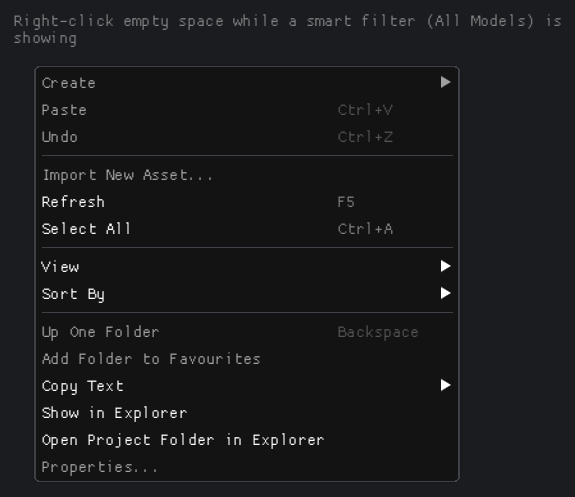 Right-click empty space while a smart filter (All Models) is
showing
Create
Paste Ctrl+V
Undo Ctrl+Z
Import New Asset...
Refresh F5
Select All Ctrl+A
View
Sort By
Up One Folder Backspace
Add Folder to Favourites
Copy Text
Show in Explorer
Open Project Folder in Explorer
Properties...